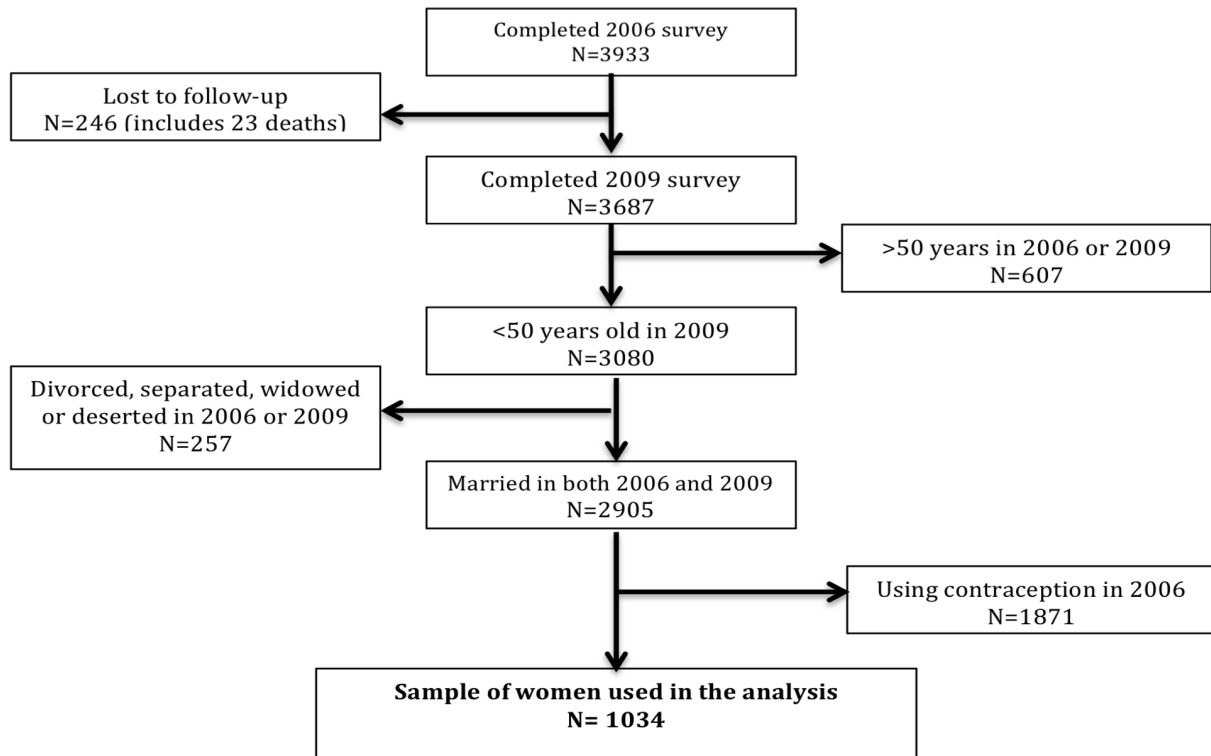 Completed 2006 survey
N=3933
Lost to follow-up
N=246 (includes 23 deaths)
Completed 2009 survey
N=3687
>50 years in 2006 or 2009
N=607
<50 years old in 2009
N=3080
Divorced, separated, widowed
or deserted in 2006 or 2009
N=257
Married in both 2006 and 2009
N=2905
Using contraception in 2006
N=1871
Sample of women used in the analysis
N= 1034